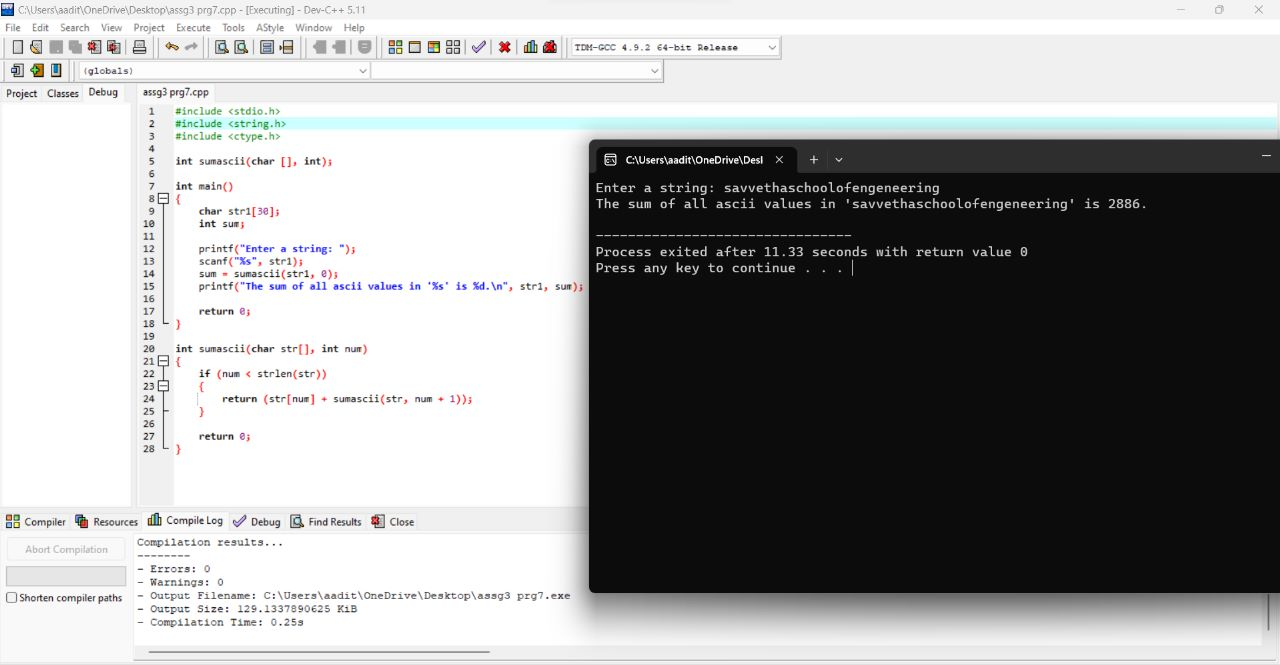 C:\Users\aadit\OneDrive\Desktop\assg3 prg7.cpp - [Executing] - Dev-C++ 5.11
File Edit Search View Project Execute Tools AStyle Window Help
TDM-GCC 4.9.2 64-bit Release
(globals)
Project Classes Debug
assg3 prg7.cpp
1 #include <stdio.h>
2 #include <string.h>
3 #include <ctype.h>
4
5 int sumascii(char [], int);
6
7 int main()
8 {
9 char str1[30];
10 int sum;
11
12 printf("Enter a string: ");
13 scanf("%s", str1);
14 sum = sumascii(str1, 0);
15 printf("The sum of all ascii values in '%s' is %d.\n", str1, sum);
16
17 return 0;
18 }
19
20 int sumascii(char str[], int num)
21 {
22 if (num < strlen(str))
23 {
24 return (str[num] + sumascii(str, num + 1));
25 }
26
27 return 0;
28 }
C:\Users\aadit\OneDrive\Desl
Enter a string: savvethaschoolofengeneering
The sum of all ascii values in 'savvethaschoolofengeneering' is 2886.
--------------------------------
Process exited after 11.33 seconds with return value 0
Press any key to continue . . .
Compiler Resources Compile Log Debug Find Results Close
Abort Compilation
Shorten compiler paths
Compilation results...
--------
- Errors: 0
- Warnings: 0
- Output Filename: C:\Users\aadit\OneDrive\Desktop\assg3 prg7.exe
- Output Size: 129.1337890625 KiB
- Compilation Time: 0.25s